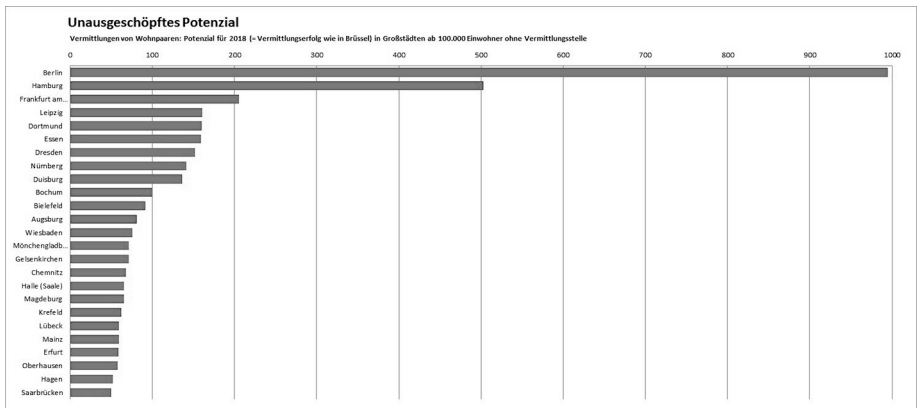 Unausgeschöpftes Potenzial
Vermittlungen von Wohnpaaren: Potenzial für 2018 (= Vermittlungserfolg wie in Brüssel) in Großstädten ab 100.000 Einwohner ohne Vermittlungsstelle
0 100 200 300 400 500 600 700 800 900 1000
Berlin
Hamburg
Frankfurt am...
Leipzig
Dortmund
Essen
Dresden
Nürnberg
Duisburg
Bochum
Bielefeld
Augsburg
Wiesbaden
Mönchengladb...
Gelsenkirchen
Chemnitz
Halle (Saale)
Magdeburg
Krefeld
Lübeck
Mainz
Erfurt
Oberhausen
Hagen
Saarbrücken